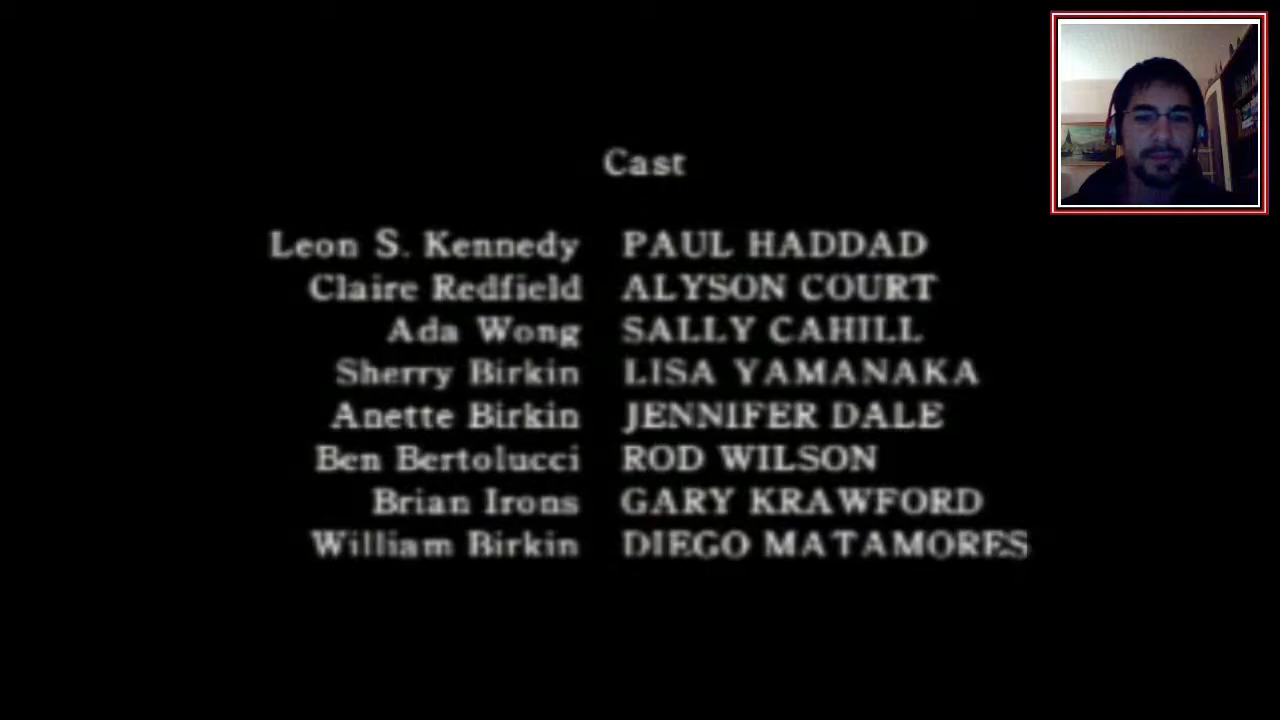 Cast
Leon S. Kennedy PAUL HADDAD
Claire Redfield ALYSON COURT
Ada Wong SALLY CAHILL
Sherry Birkin LISA YAMANAKA
Anette Birkin JENNIFER DALE
Ben Bertolucci ROD WILSON
Brian Irons GARY KRAWFORD
William Birkin DIEGO MATAMORES